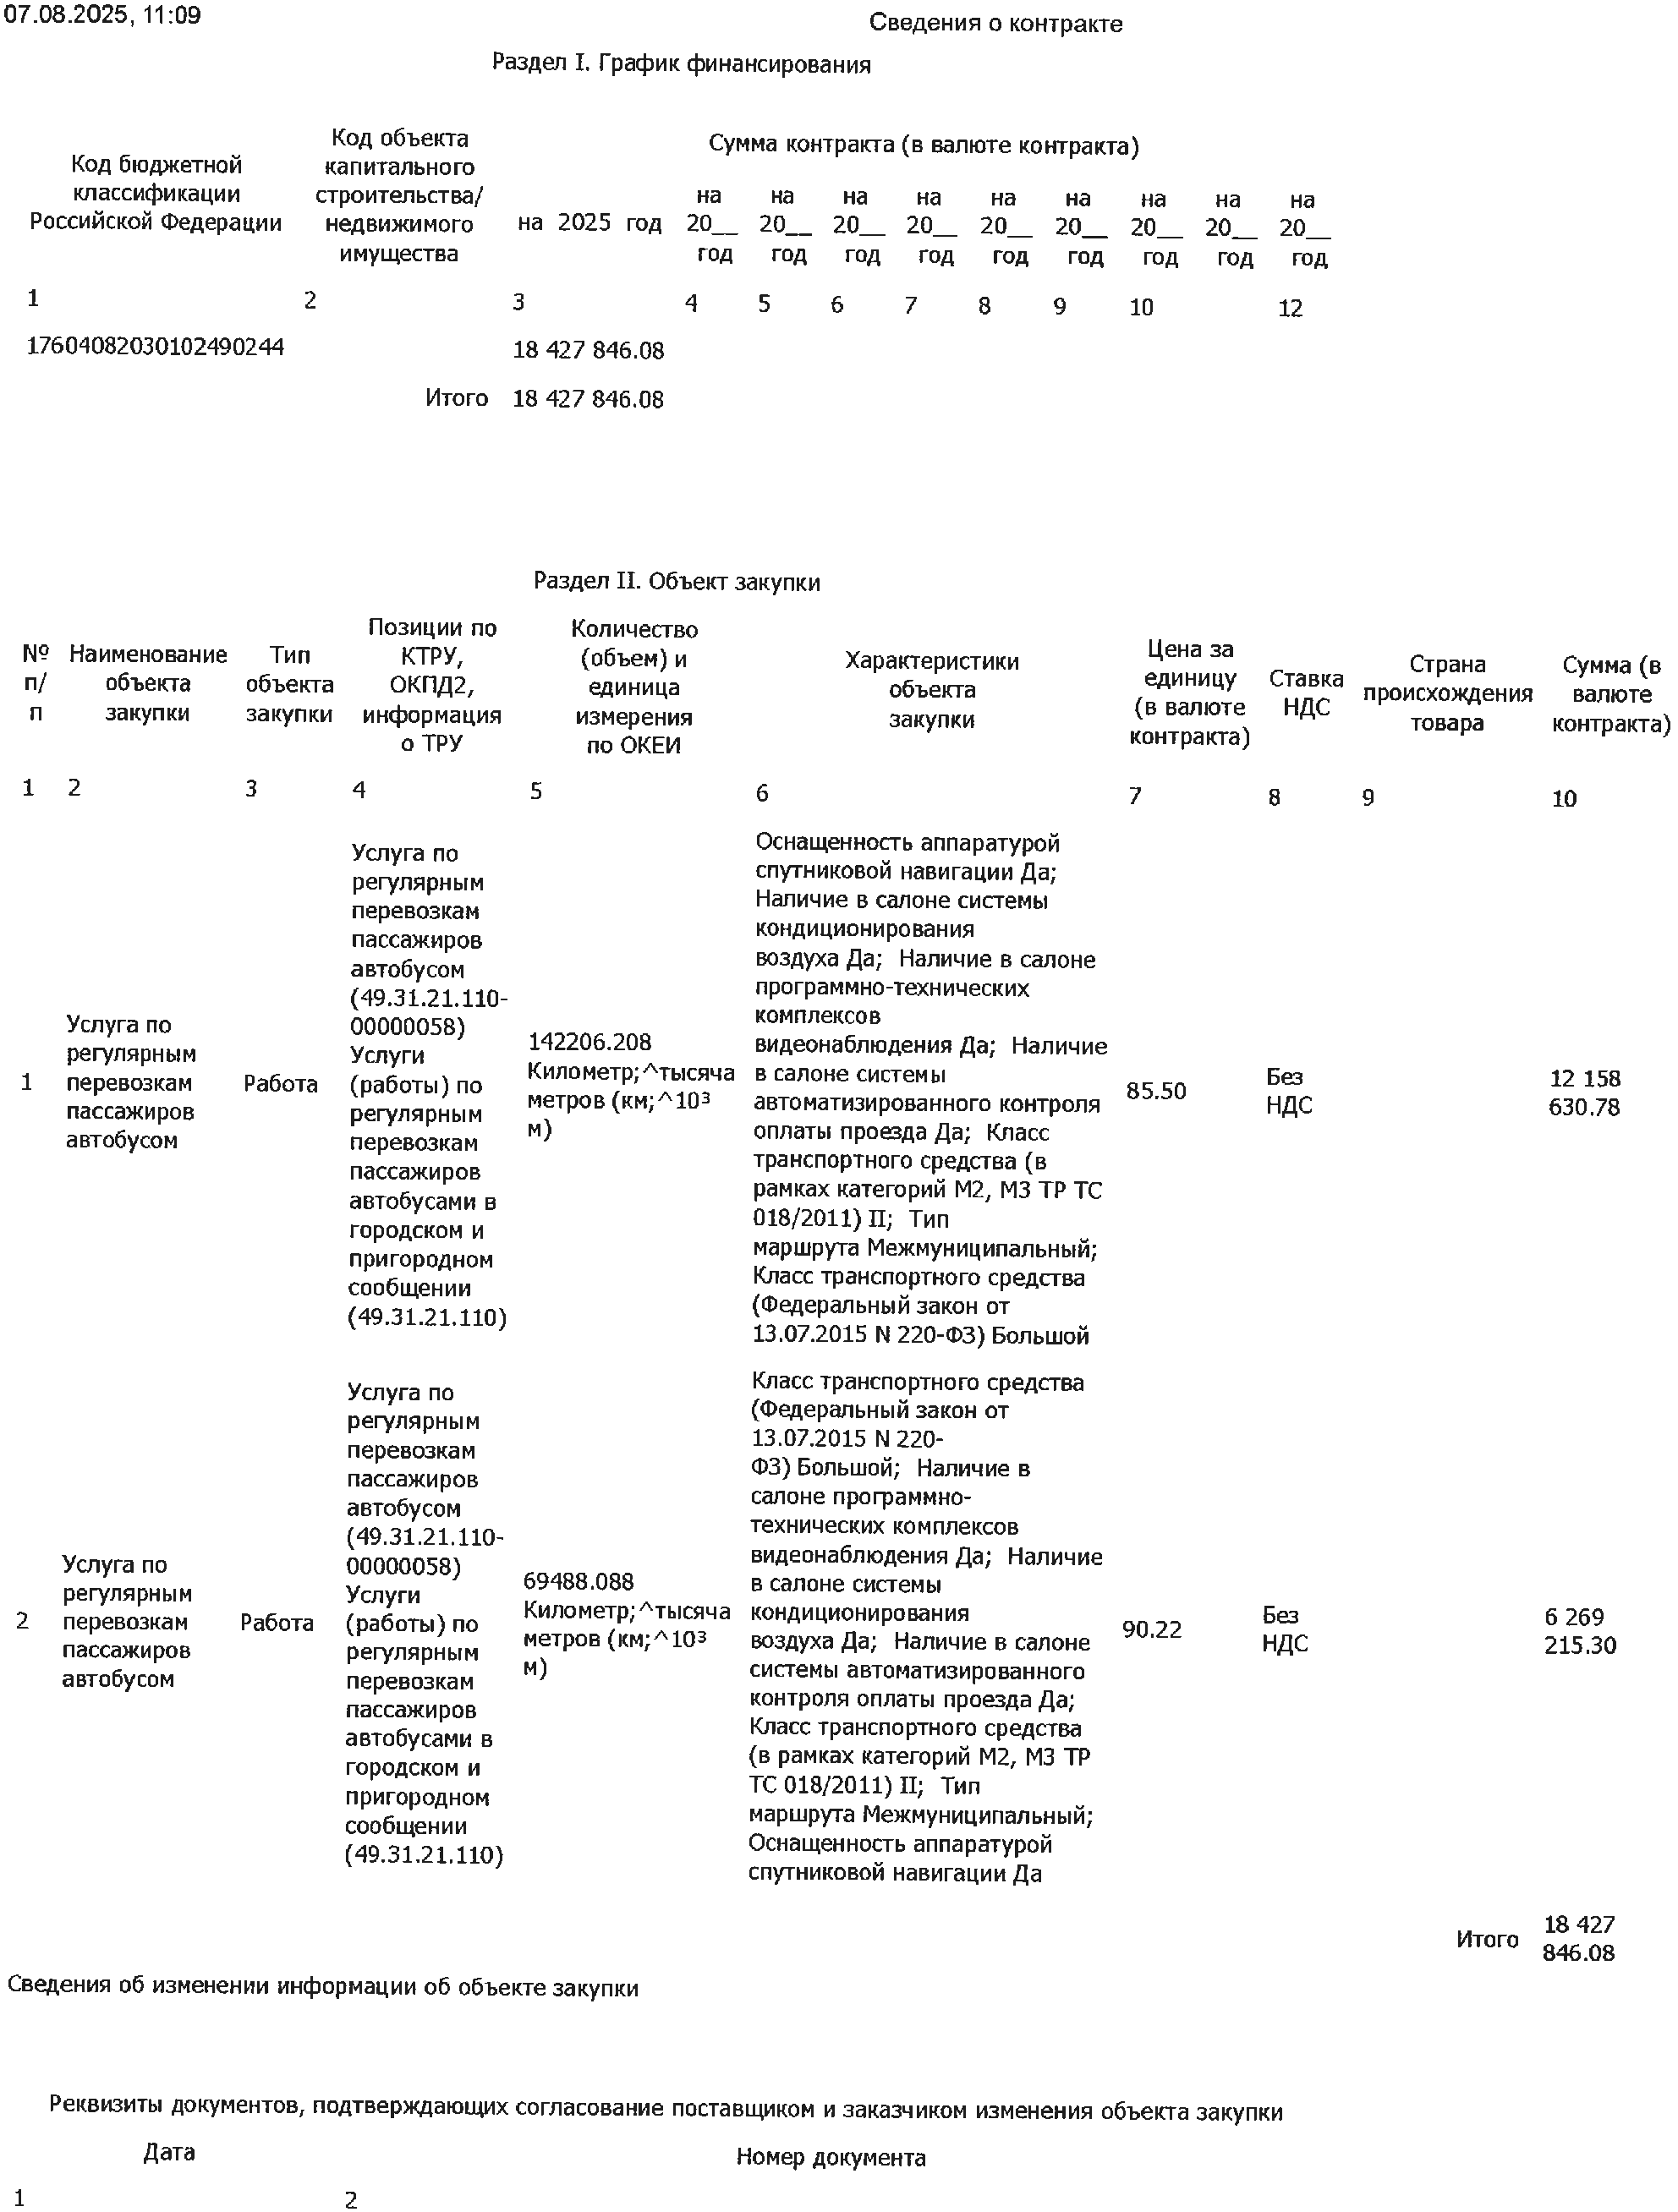 07.08.2025, 11:09
Сведения о контракте
Раздел I. График финансирования
Код бюджетной
классификации
Российской Федерации
Код объекта
капитального
строительства/
недвижимого
имущества
Сумма контракта (в валюте контракта)
на 2025 год
на
20__
год
на
20__
год
на
20__
год
на
20__
год
на
20__
год
на
20__
год
на
20__
год
на
20__
год
на
20__
год
1 2 3 4 5 6 7 8 9 10 12
17604082030102490244 18 427 846.08
Итого 18 427 846.08
Раздел II. Объект закупки
№
п/
п
Наименование
объекта
закупки
Тип
объекта
закупки
Позиции по
КТРУ,
ОКПД2,
информация
о ТРУ
Количество
(объем) и
единица
измерения
по ОКЕИ
Характеристики
объекта
закупки
Цена за
единицу
(в валюте
контракта)
Ставка
НДС
Страна
происхождения
товара
Сумма (в
валюте
контракта)
1 2 3 4 5 6 7 8 9 10
1
Услуга по
регулярным
перевозкам
пассажиров
автобусом
Работа
Услуга по
регулярным
перевозкам
пассажиров
автобусом
(49.31.21.110-
00000058)
Услуги
(работы) по
регулярным
перевозкам
пассажиров
автобусами в
городском и
пригородном
сообщении
(49.31.21.110)
142206.208
Километр;^тысяча
метров (км;^10³
м)
Оснащенность аппаратурой
спутниковой навигации Да;
Наличие в салоне системы
кондиционирования
воздуха Да; Наличие в салоне
программно-технических
комплексов
видеонаблюдения Да; Наличие
в салоне системы
автоматизированного контроля
оплаты проезда Да; Класс
транспортного средства (в
рамках категорий М2, М3 ТР ТС
018/2011) II; Тип
маршрута Межмуниципальный;
Класс транспортного средства
(Федеральный закон от
13.07.2015 N 220-ФЗ) Большой
85.50
Без
НДС
12 158
630.78
2
Услуга по
регулярным
перевозкам
пассажиров
автобусом
Работа
Услуга по
регулярным
перевозкам
пассажиров
автобусом
(49.31.21.110-
00000058)
Услуги
(работы) по
регулярным
перевозкам
пассажиров
автобусами в
городском и
пригородном
сообщении
(49.31.21.110)
69488.088
Километр;^тысяча
метров (км;^10³
м)
Класс транспортного средства
(Федеральный закон от
13.07.2015 N 220-
ФЗ) Большой; Наличие в
салоне программно-
технических комплексов
видеонаблюдения Да; Наличие
в салоне системы
кондиционирования
воздуха Да; Наличие в салоне
системы автоматизированного
контроля оплаты проезда Да;
Класс транспортного средства
(в рамках категорий М2, М3 ТР
ТС 018/2011) II; Тип
маршрута Межмуниципальный;
Оснащенность аппаратурой
спутниковой навигации Да
90.22
Без
НДС
6 269
215.30
Итого
18 427
846.08
Сведения об изменении информации об объекте закупки
Реквизиты документов, подтверждающих согласование поставщиком и заказчиком изменения объекта закупки
Дата Номер документа
1 2